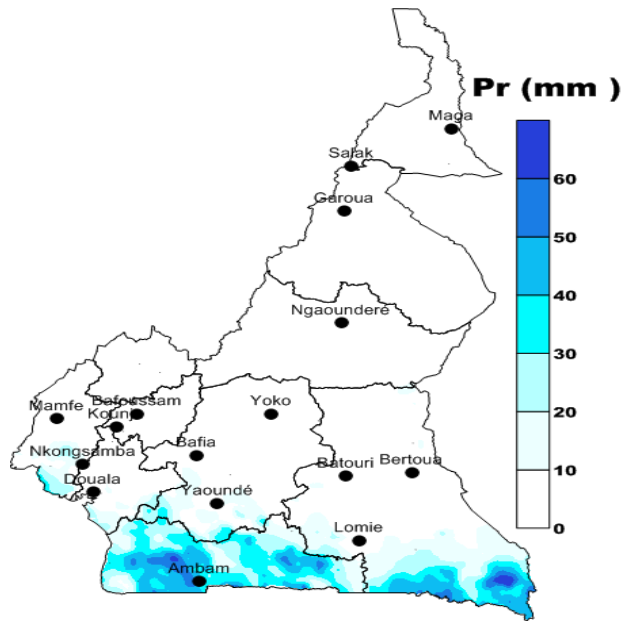 Pr (mm )
Maga
Salak
Garoua
Ngaoundere
Mamfe
Bafoussam
Kounj
Yoko
Nkongsamba
Bafia
Batouri
Bertoua
Douala
Yaoundé
Lomie
Ambam
60
50
40
30
20
10
0